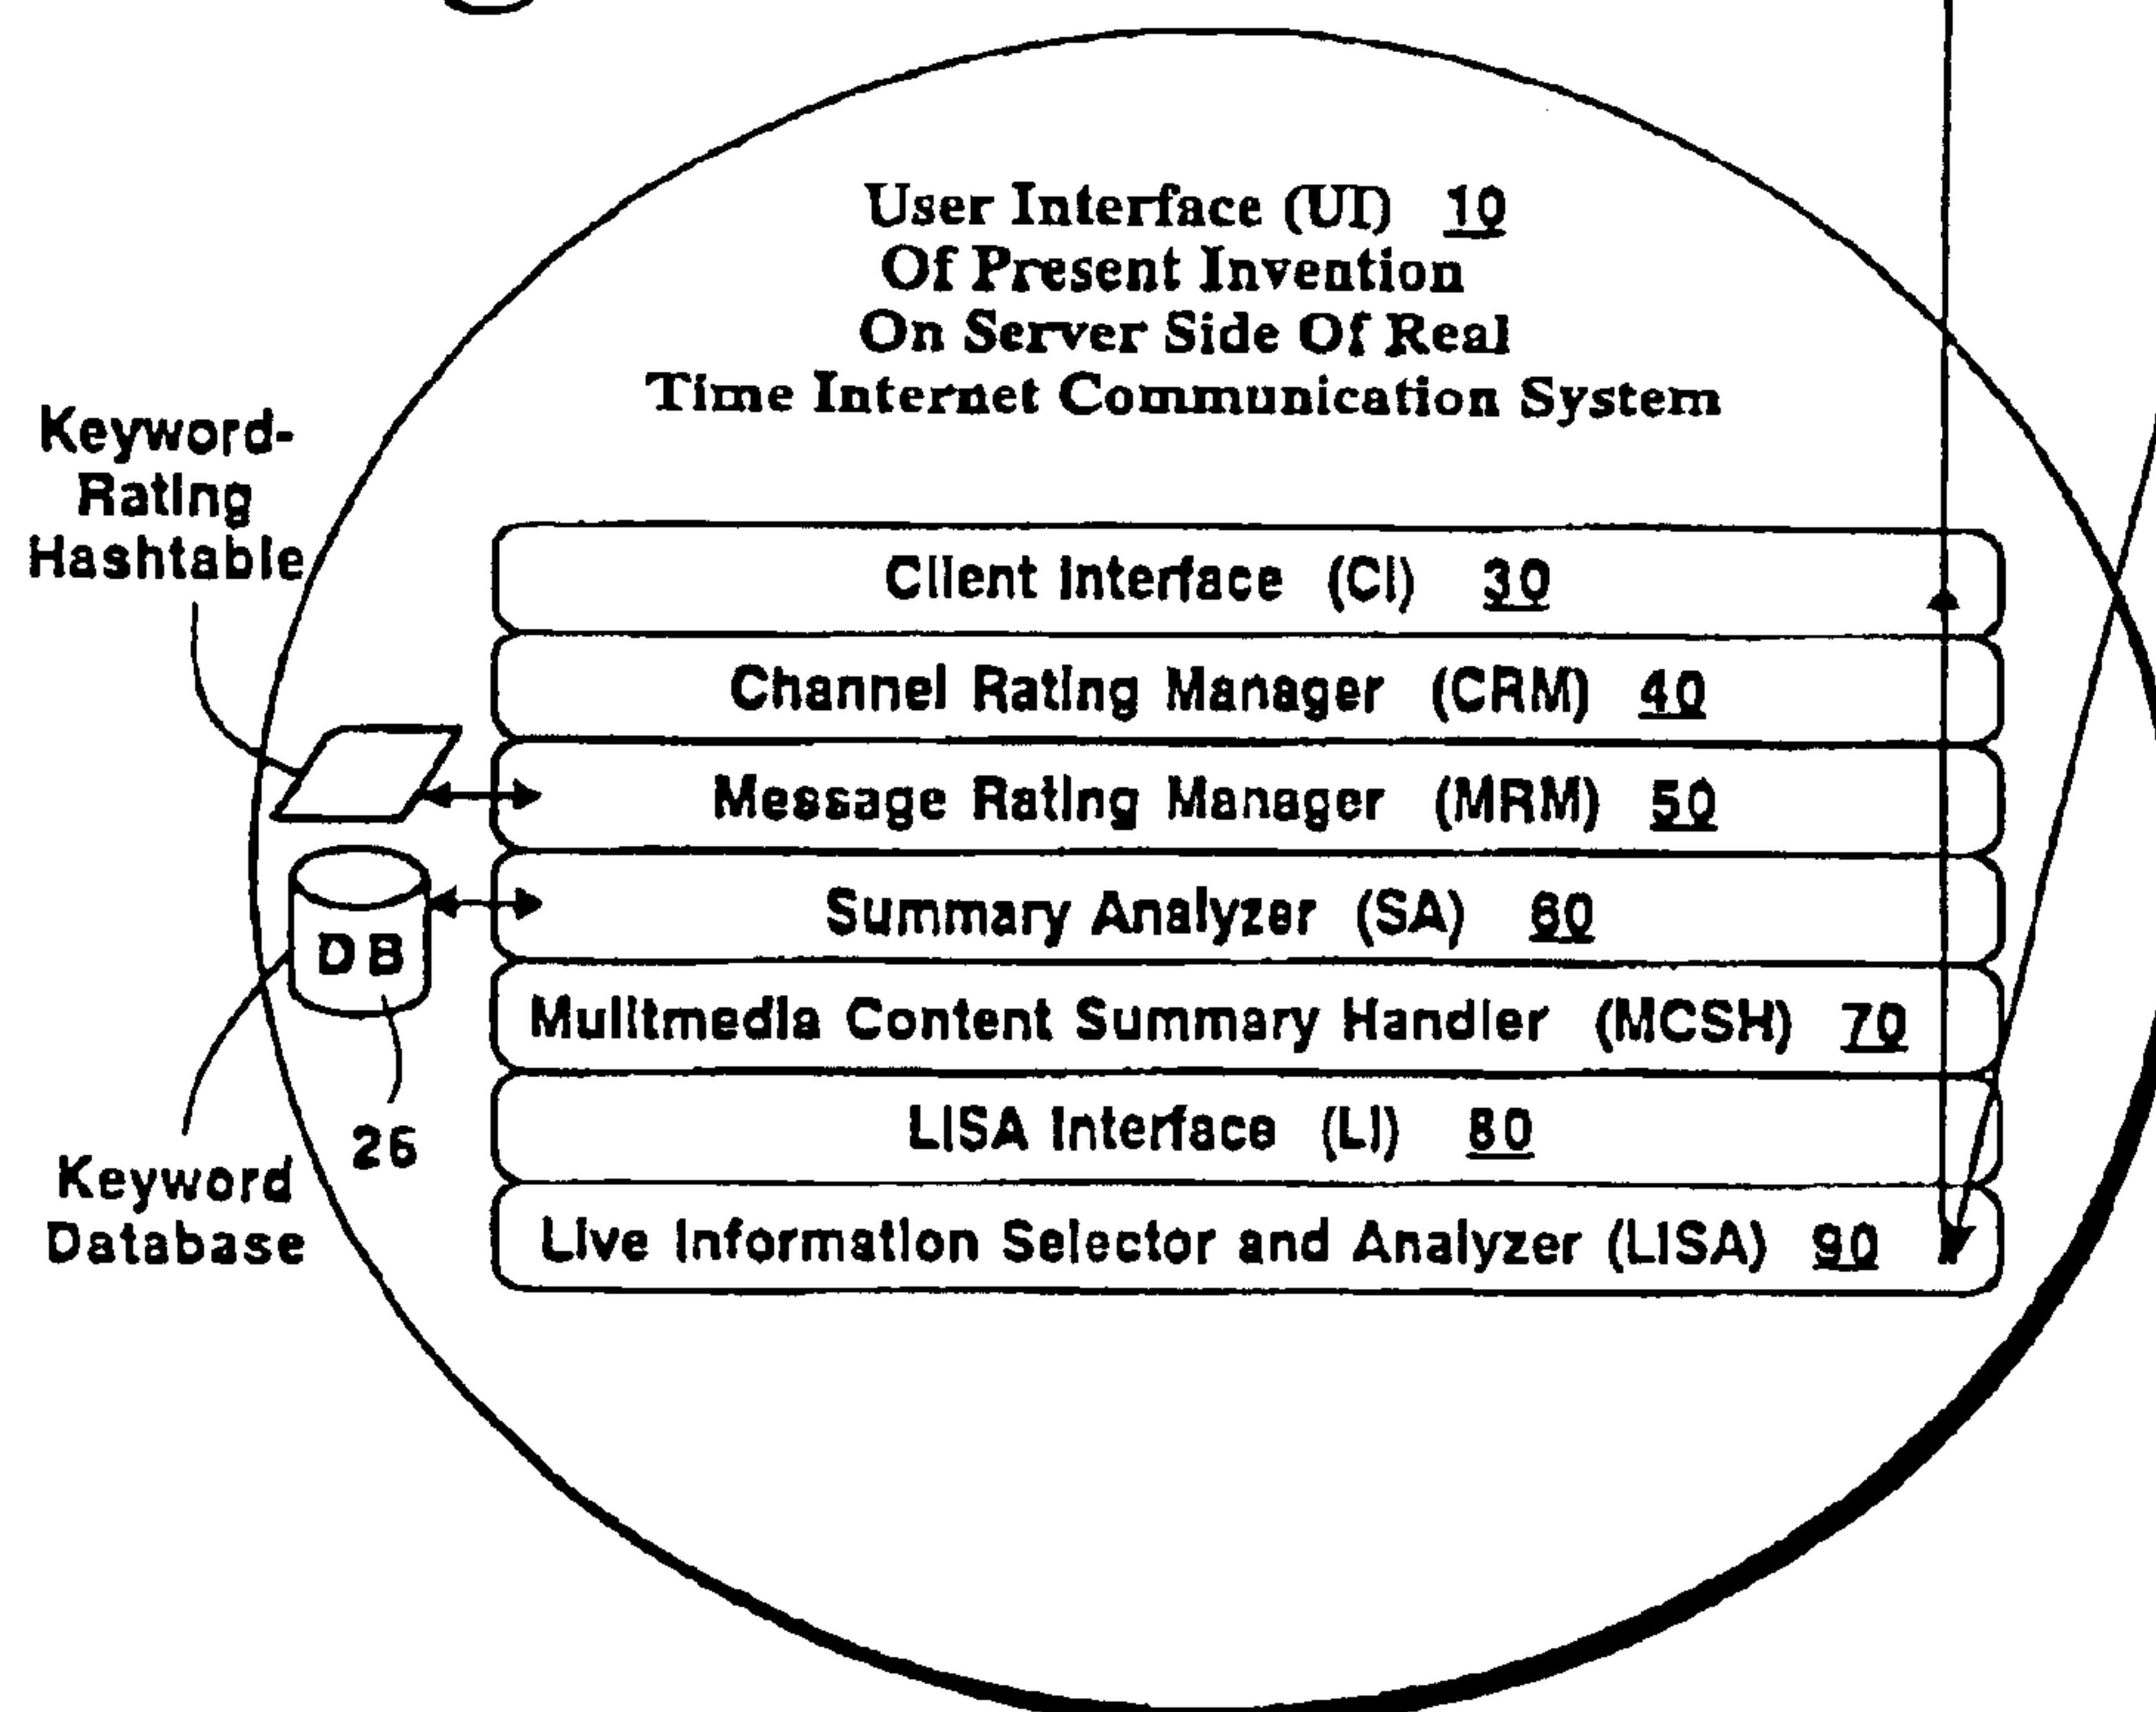 User Interface (UI) 10
Of Present Invention
On Server Side Of Real
Time Internet Communication System
Keyword-
Rating
Hashtable
Client Interface (CI) 30
Channel Rating Manager (CRM) 40
Message Rating Manager (MRM) 50
Summary Analyzer (SA) 60
DB
Mulitmedia Content Summary Handler (MCSH) 70
26
LISA Interface (LI) 80
Keyword
Database
Live Information Selector and Analyzer (LISA) 90